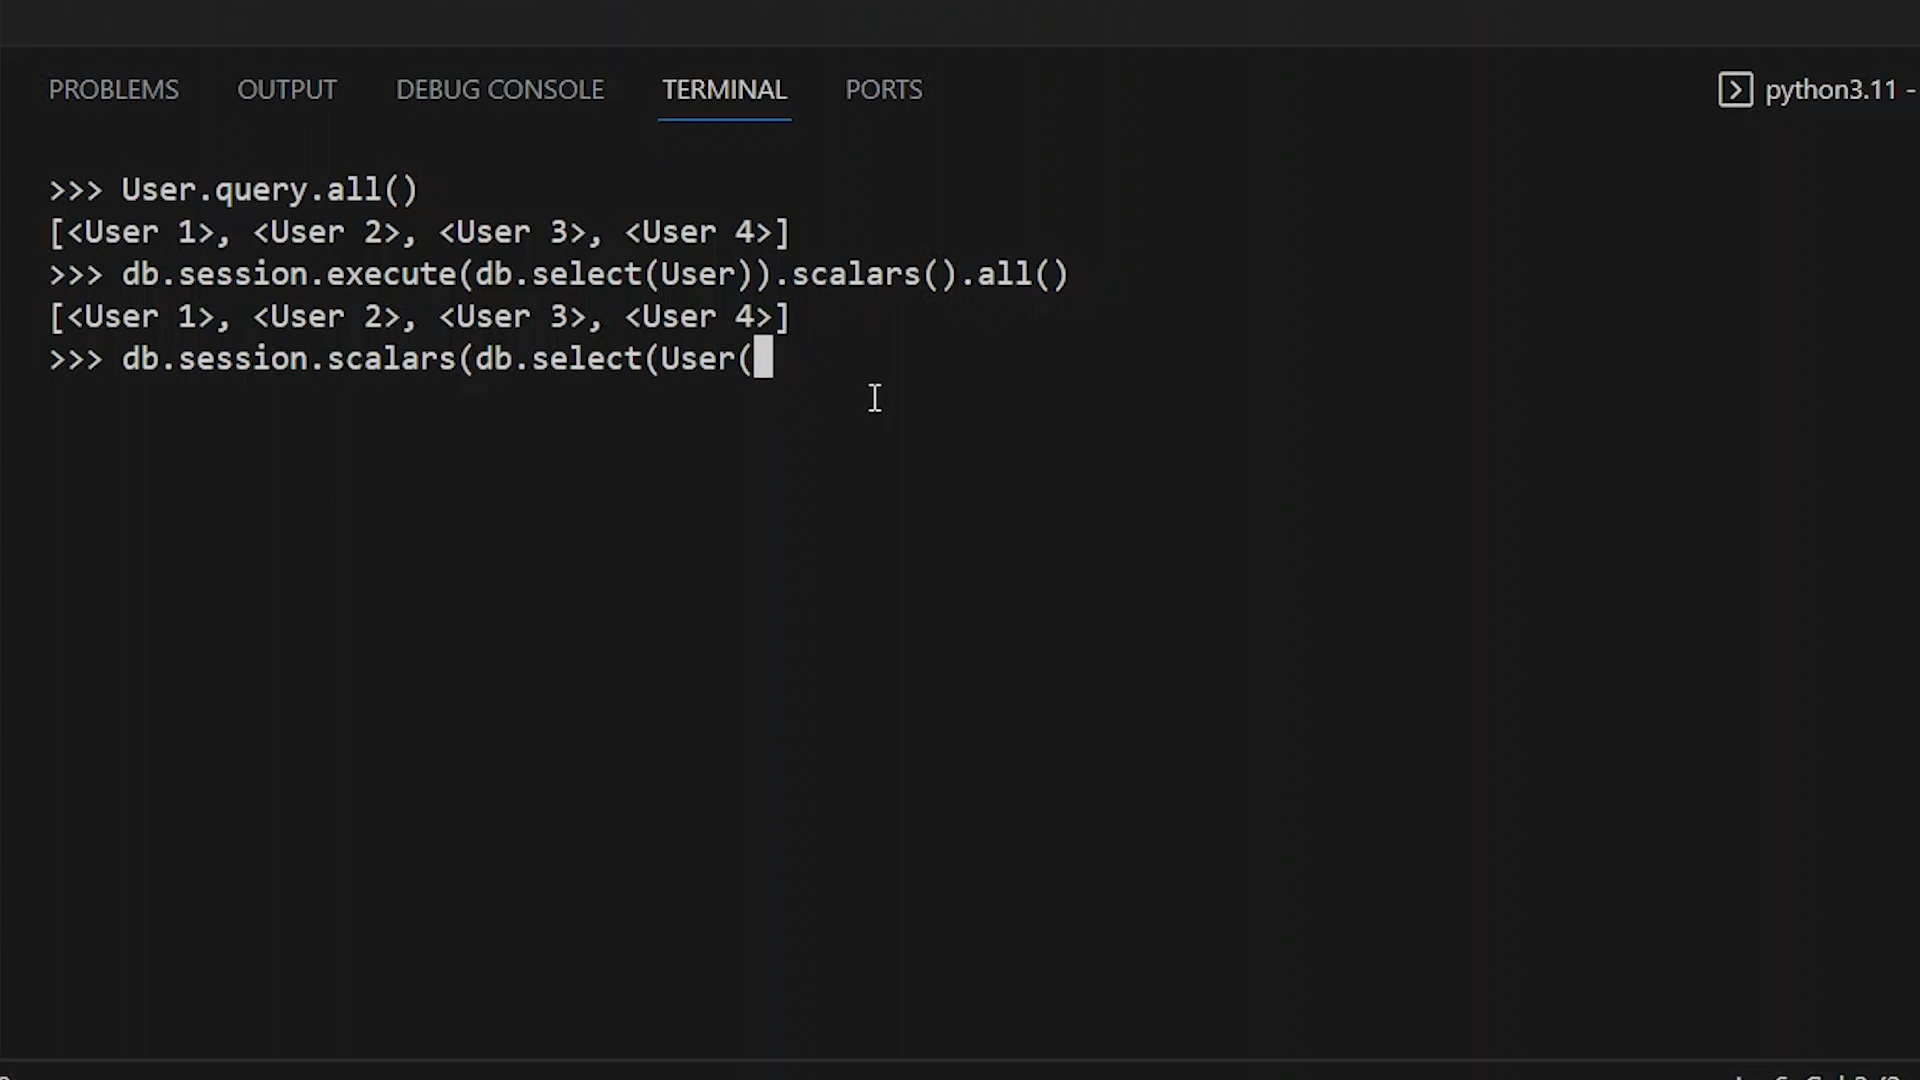 PROBLEMS OUTPUT DEBUG CONSOLE TERMINAL PORTS python3.11 -
>>> User.query.all()
[<User 1>, <User 2>, <User 3>, <User 4>]
>>> db.session.execute(db.select(User)).scalars().all()
[<User 1>, <User 2>, <User 3>, <User 4>]
>>> db.session.scalars(db.select(User(